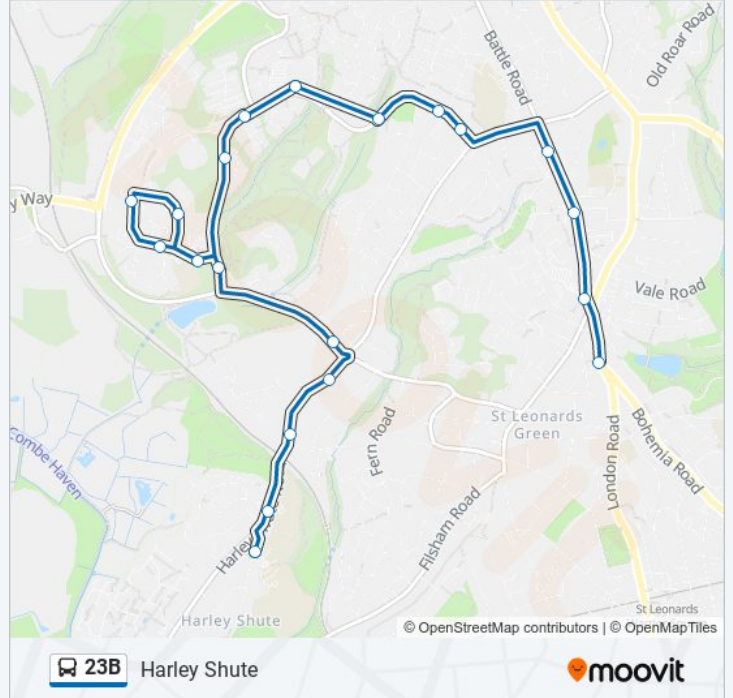 Battle Road
Old Roar Road
y Way
Vale Road
St Leonards
Green
Fern Road
London Road
Bohemia Road
combe Haven
Filsham Road
Harley
Harley Shute
St Leonards
© OpenStreetMap contributors | © OpenMapTiles
23B Harley Shute
moovit